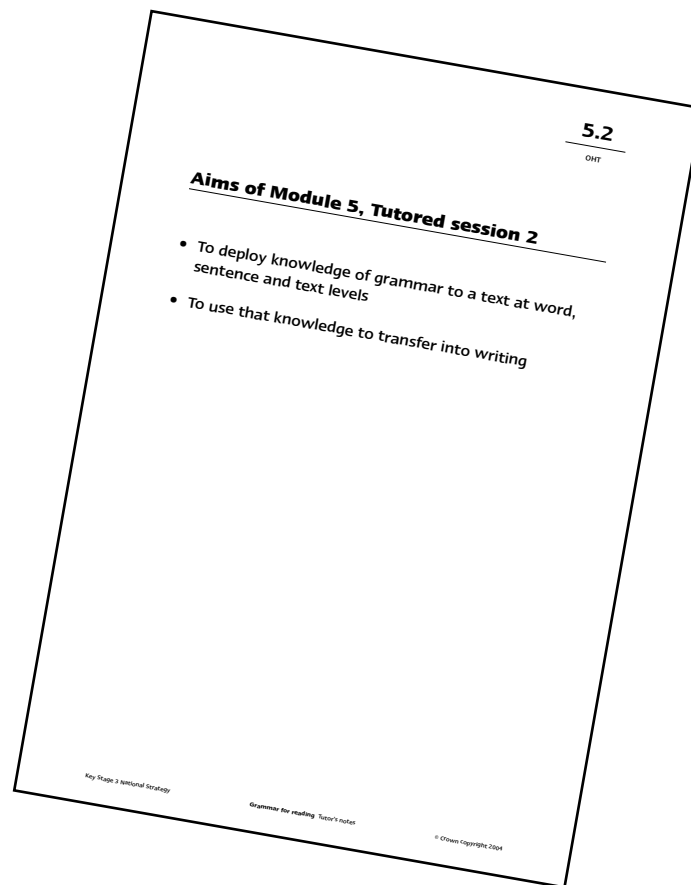 5.2
OHT
Aims of Module 5, Tutored session 2
• To deploy knowledge of grammar to a text at word,
sentence and text levels
• To use that knowledge to transfer into writing
Key Stage 3 National Strategy
Grammar for reading Tutor's notes
© Crown copyright 2004